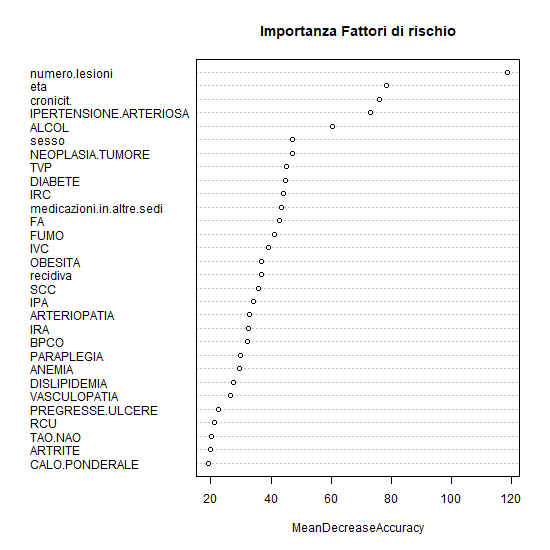 Importanza Fattori di rischio
numero.lesioni
eta
cronicit.
IPERTENSIONE.ARTERIOSA
ALCOL
sesso
NEOPLASIA.TUMORE
TVP
DIABETE
IRC
medicazioni.in.altre.sedi
FA
FUMO
IVC
OBESITA
recidiva
SCC
IPA
ARTERIOPATIA
IRA
BPCO
PARAPLEGIA
ANEMIA
DISLIPIDEMIA
VASCULOPATIA
PREGRESSE.ULCERE
RCU
TAO.NAO
ARTRITE
CALO.PONDERALE
20 40 60 80 100 120
MeanDecreaseAccuracy